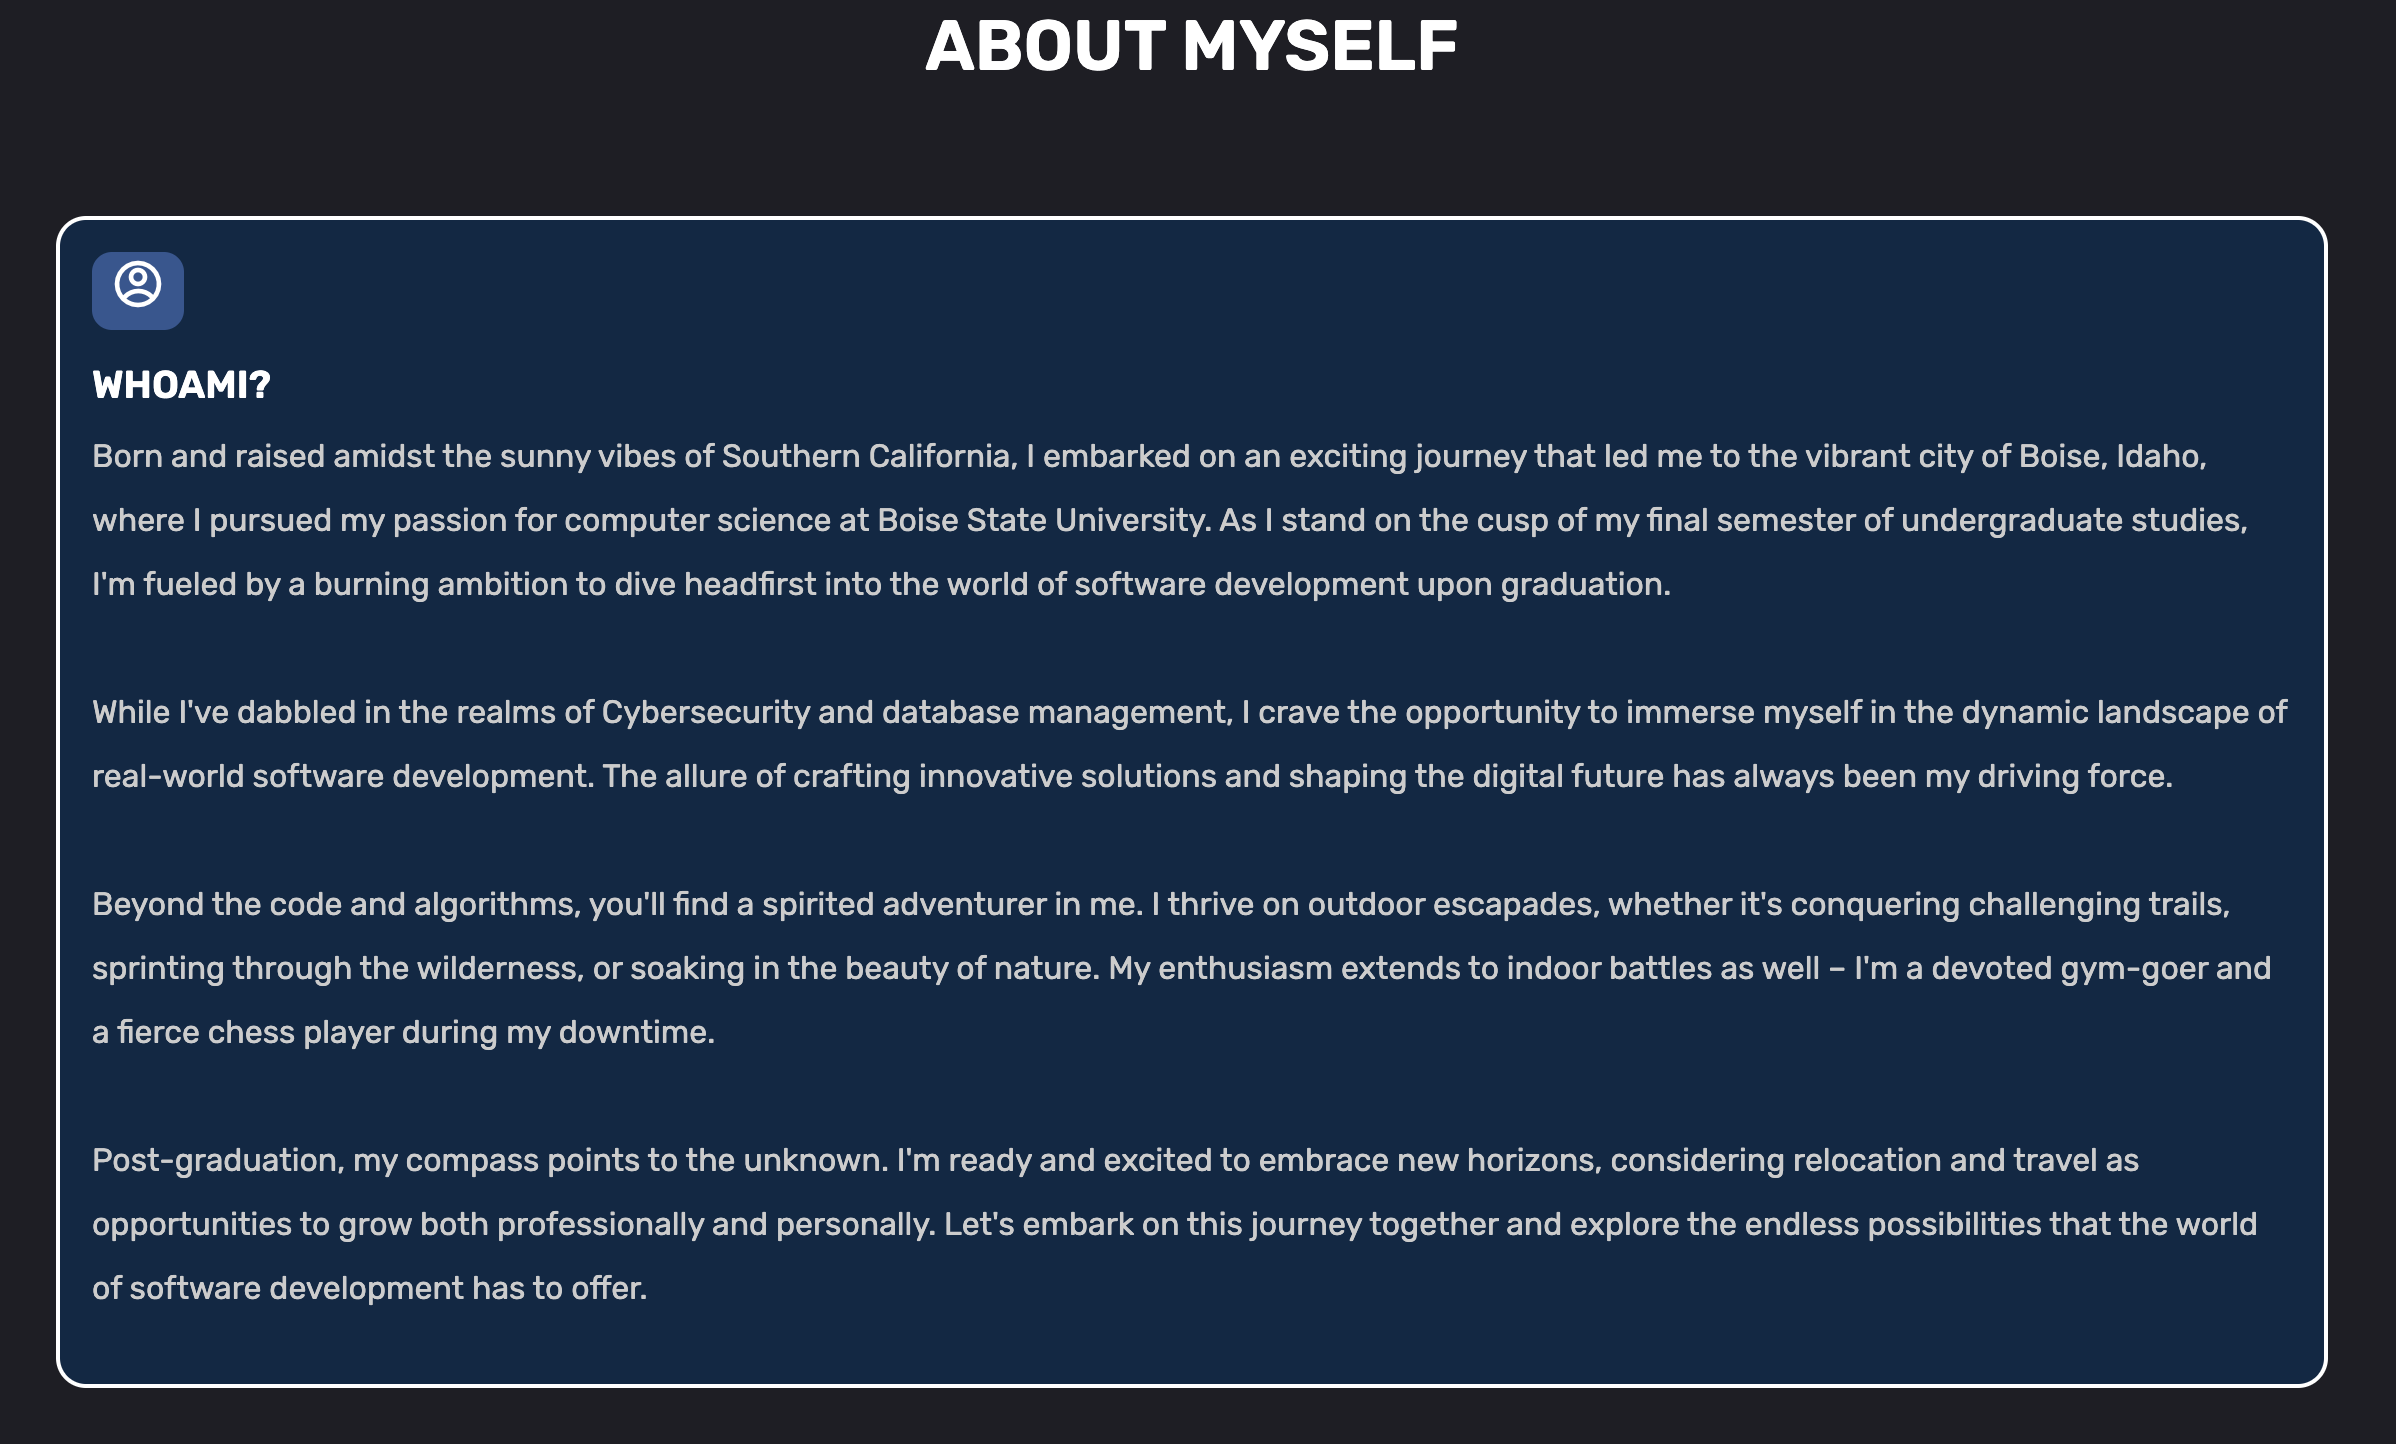 ABOUT MYSELF
WHOAMI?
Born and raised amidst the sunny vibes of Southern California, I embarked on an exciting journey that led me to the vibrant city of Boise, Idaho,
where I pursued my passion for computer science at Boise State University. As I stand on the cusp of my final semester of undergraduate studies,
I'm fueled by a burning ambition to dive headfirst into the world of software development upon graduation.
While I've dabbled in the realms of Cybersecurity and database management, I crave the opportunity to immerse myself in the dynamic landscape of
real-world software development. The allure of crafting innovative solutions and shaping the digital future has always been my driving force.
Beyond the code and algorithms, you'll find a spirited adventurer in me. I thrive on outdoor escapades, whether it's conquering challenging trails,
sprinting through the wilderness, or soaking in the beauty of nature. My enthusiasm extends to indoor battles as well – I'm a devoted gym-goer and
a fierce chess player during my downtime.
Post-graduation, my compass points to the unknown. I'm ready and excited to embrace new horizons, considering relocation and travel as
opportunities to grow both professionally and personally. Let's embark on this journey together and explore the endless possibilities that the world
of software development has to offer.